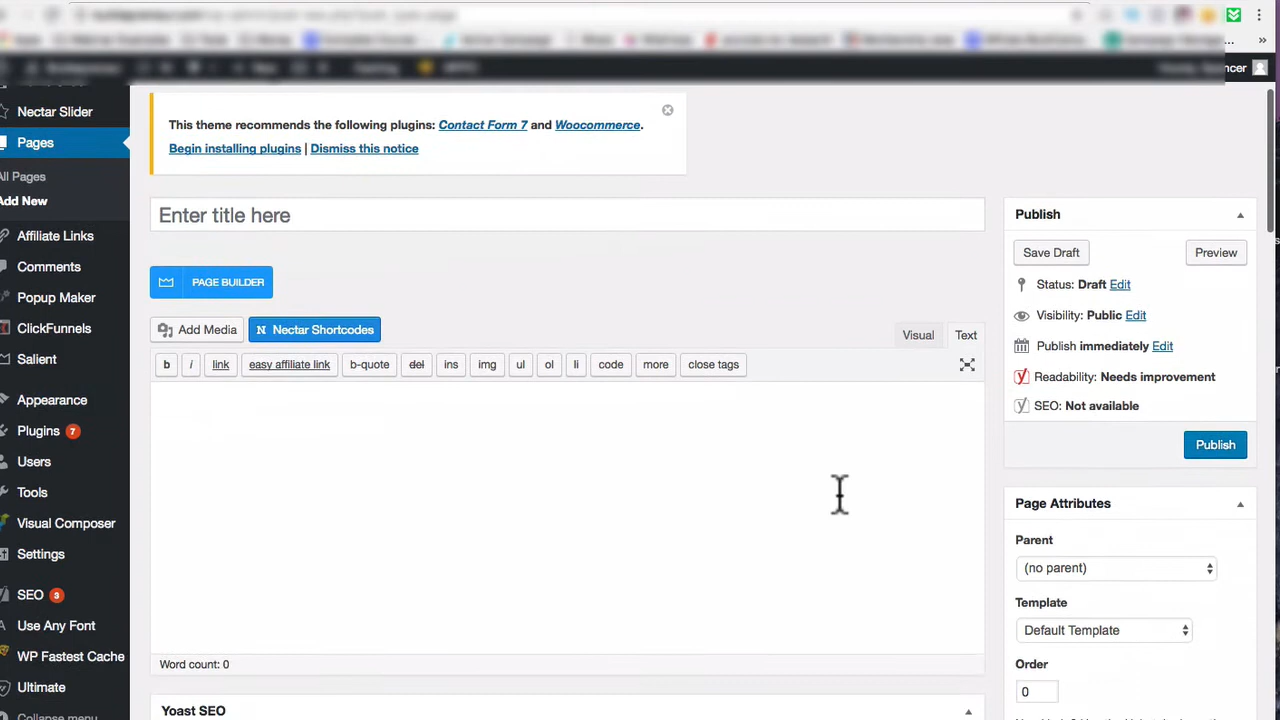 Spencer
Nectar Slider
Pages
All Pages
Add New
Affiliate Links
Comments
Popup Maker
ClickFunnels
Salient
Appearance
Plugins 7
Users
Tools
Visual Composer
Settings
SEO 3
Use Any Font
WP Fastest Cache
Ultimate
Collapse menu
This theme recommends the following plugins: Contact Form 7 and Woocommerce.
Begin installing plugins | Dismiss this notice
Enter title here
PAGE BUILDER
Add Media
N Nectar Shortcodes
Visual Text
b i link easy affiliate link b-quote del ins img ul ol li code more close tags
Word count: 0
Yoast SEO
Publish
Save Draft Preview
Status: Draft Edit
Visibility: Public Edit
Publish immediately Edit
Readability: Needs improvement
SEO: Not available
Publish
Page Attributes
Parent
(no parent)
Template
Default Template
Order
0